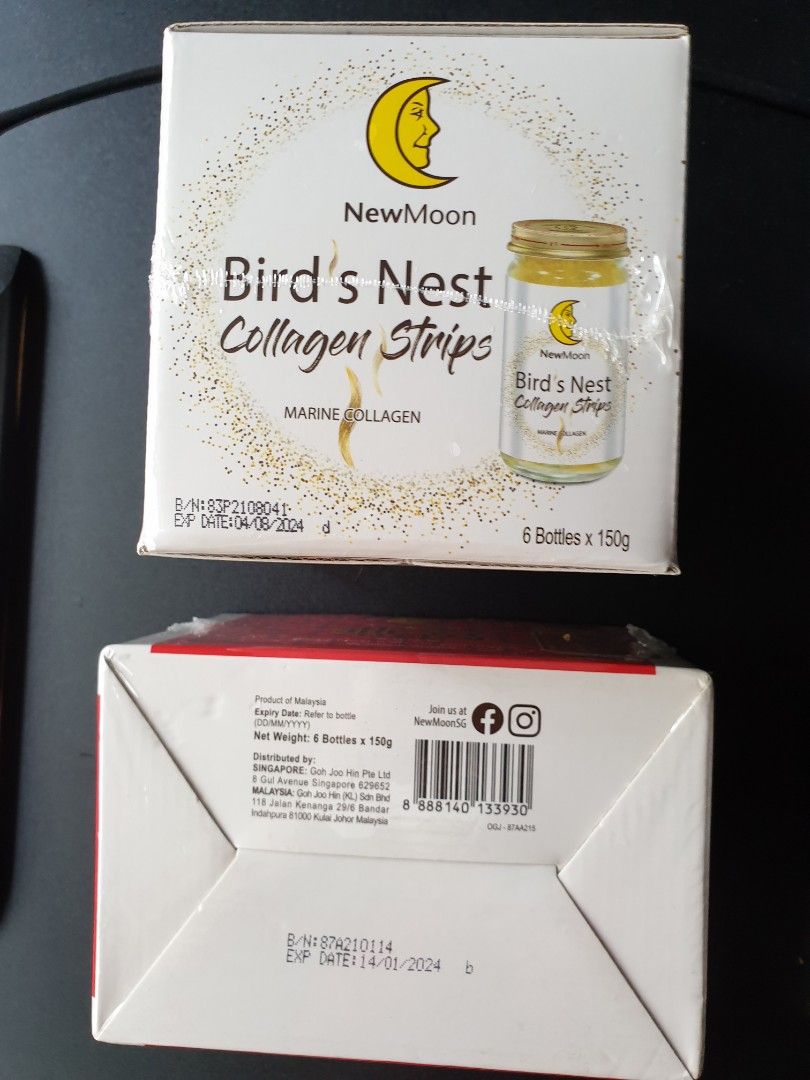 NewMoon
Bird's Nest
Collagen Strips
MARINE COLLAGEN
NewMoon
Bird's Nest
Collagen Strips
MARINE COLLAGEN
B/N:83P2108041
EXP DATE:04/08/2024 d
6 Bottles x 150g
Product of Malaysia
Expiry Date: Refer to bottle
(DD/MM/YYYY)
Net Weight: 6 Bottles x 150g
Distributed by:
SINGAPORE: Goh Joo Hin Pte Ltd
8 Gul Avenue Singapore 629652
MALAYSIA: Goh Joo Hin (KL) Sdn Bhd
118 Jalan Kenanga 29/6 Bandar
Indahpura 81000 Kulai Johor Malaysia
Join us at
NewMoonSG
8 888140 133930
OGJ - 87AA215
B/N:87A210114
EXP DATE:14/01/2024 b